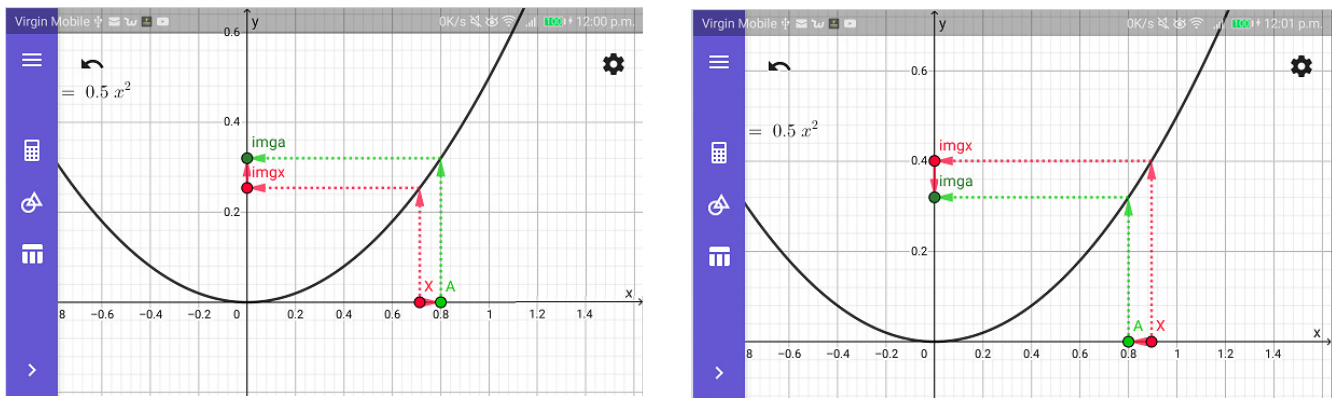 Virgin Mobile 0K/s 100 12:00 p.m.
y
0.6
= 0.5 x²
0.4
imga
imgx
0.2
X A
x
8 −0.6 −0.4 −0.2 0 0.2 0.4 0.6 0.8 1 1.2 1.4
Virgin Mobile 0K/s 100 12:01 p.m.
y
0.6
= 0.5 x²
imgx
0.4
imga
0.2
A X
x
8 −0.6 −0.4 −0.2 0 0.2 0.4 0.6 0.8 1 1.2 1.4